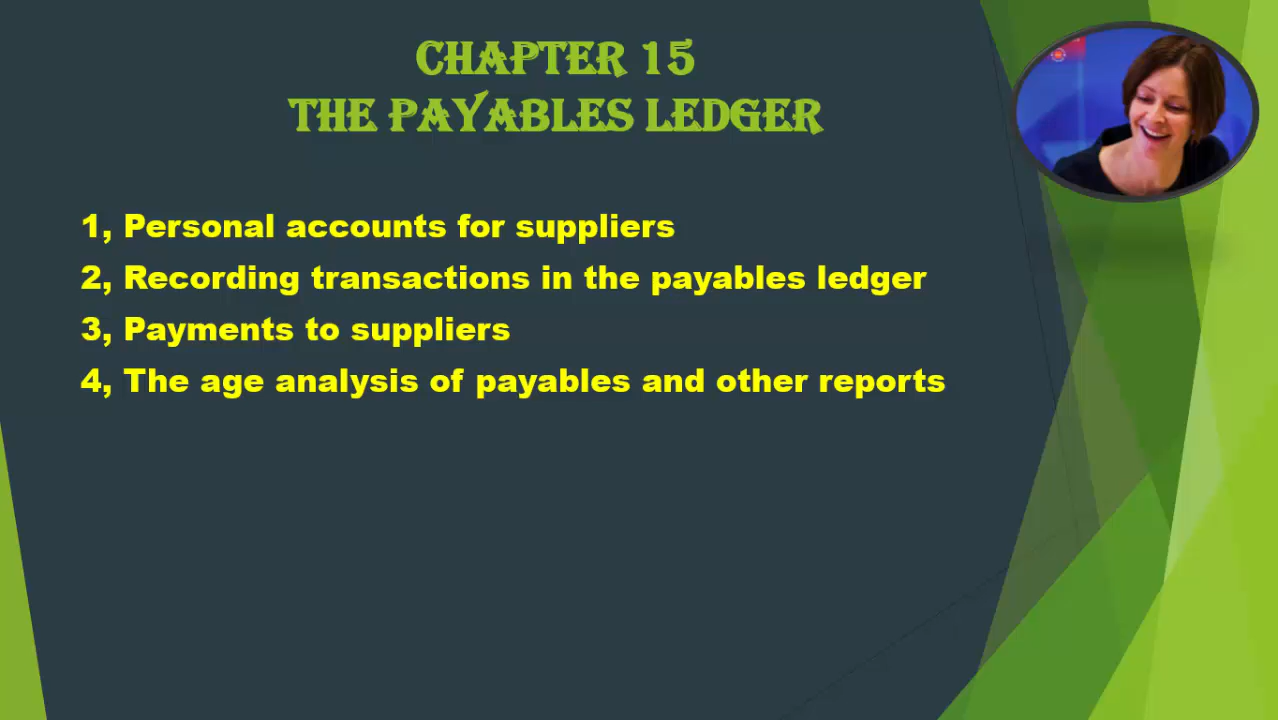 CHAPTER 15
THE PAYABLES LEDGER
1, Personal accounts for suppliers
2, Recording transactions in the payables ledger
3, Payments to suppliers
4, The age analysis of payables and other reports